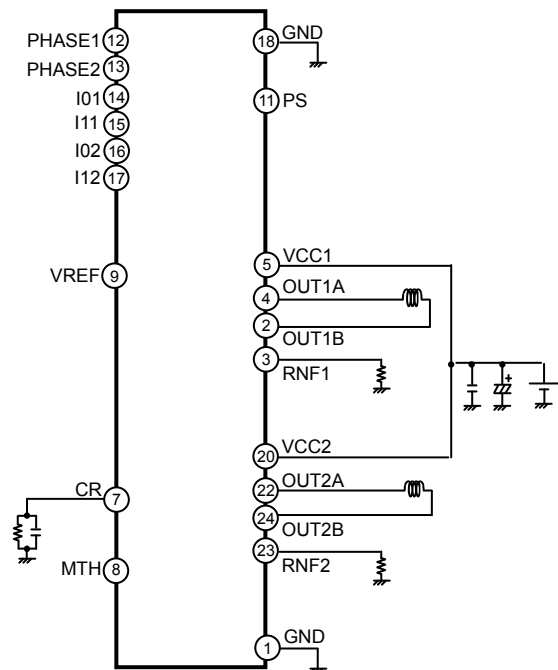 PHASE1 12
PHASE2 13
I01 14
I11 15
I02 16
I12 17
VREF 9
CR 7
MTH 8
18 GND
11 PS
5 VCC1
4 OUT1A
2 OUT1B
3 RNF1
20 VCC2
22 OUT2A
24 OUT2B
23 RNF2
1 GND
+